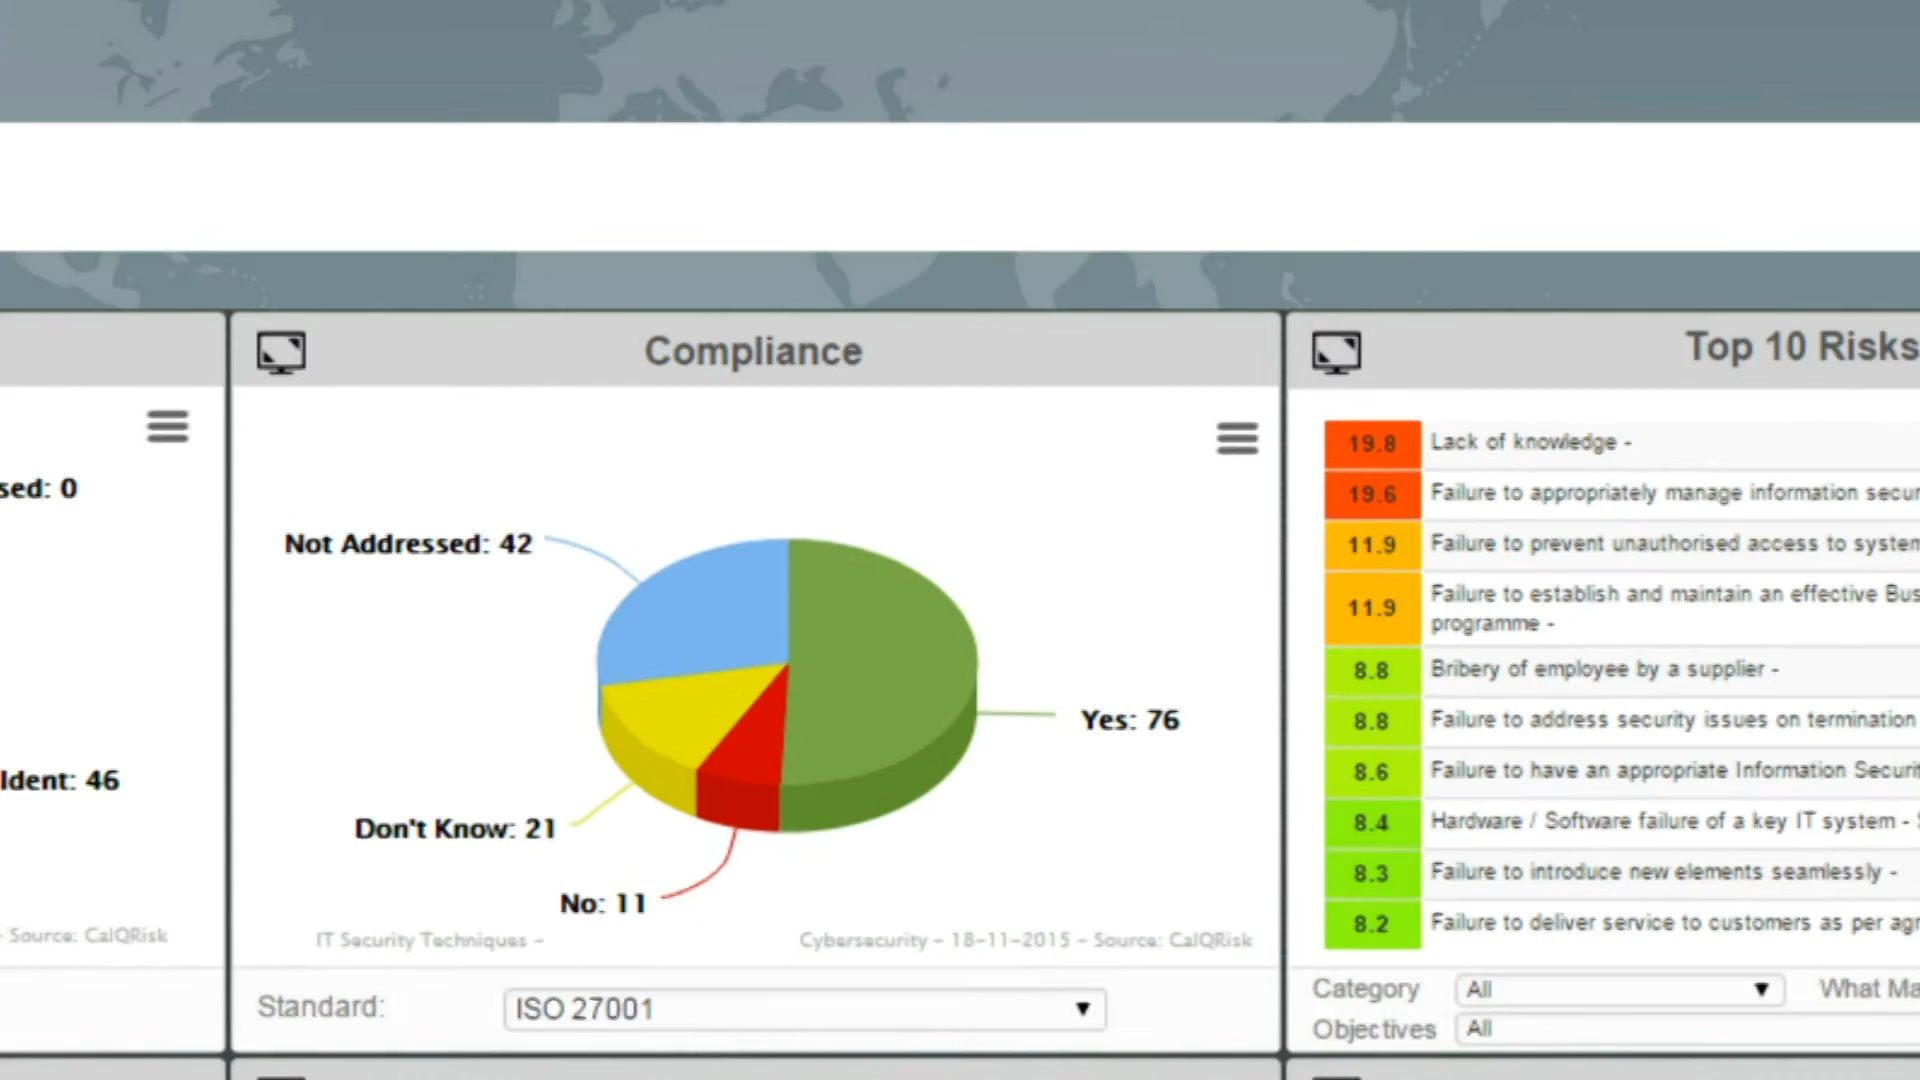 Compliance
Top 10 Risks
sed: 0
Ident: 46
- Source: CalQRisk
Not Addressed: 42
Yes: 76
Don't Know: 21
No: 11
IT Security Techniques -
Cybersecurity - 18-11-2015 - Source: CalQRisk
Standard:
ISO 27001
19.8 Lack of knowledge -
19.6 Failure to appropriately manage information secur
11.9 Failure to prevent unauthorised access to system
11.9 Failure to establish and maintain an effective Bus
programme -
8.8 Bribery of employee by a supplier -
8.8 Failure to address security issues on termination
8.6 Failure to have an appropriate Information Securit
8.4 Hardware / Software failure of a key IT system - S
8.3 Failure to introduce new elements seamlessly -
8.2 Failure to deliver service to customers as per agr
Category All What Ma
Objectives All